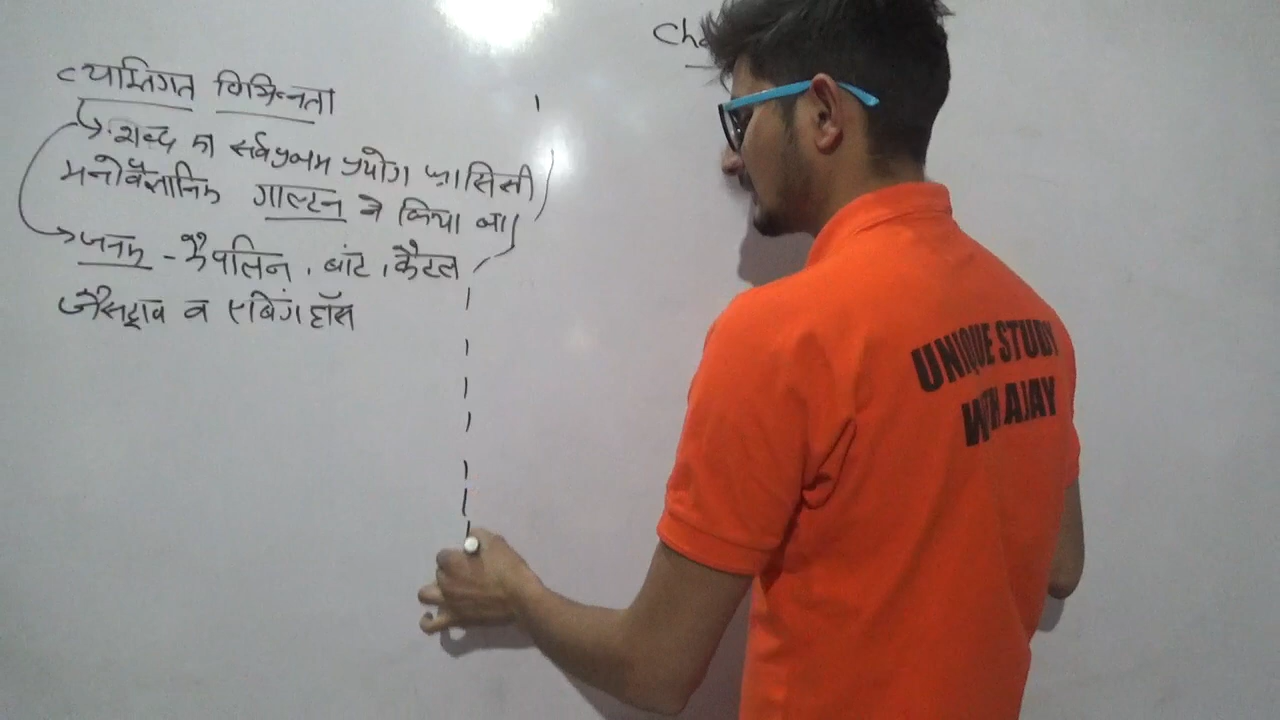 व्यक्तिगत विभिन्नता
शब्द का सर्वप्रथम प्रयोग फ्रांसिसी
मनोवैज्ञानिक गाल्टन ने किया था
जनक - कैपलिन, बांट, कैटल
जैसट्राव व एबिंगहॉस
Cha
UNIQUE STUDY
WITH AJAY